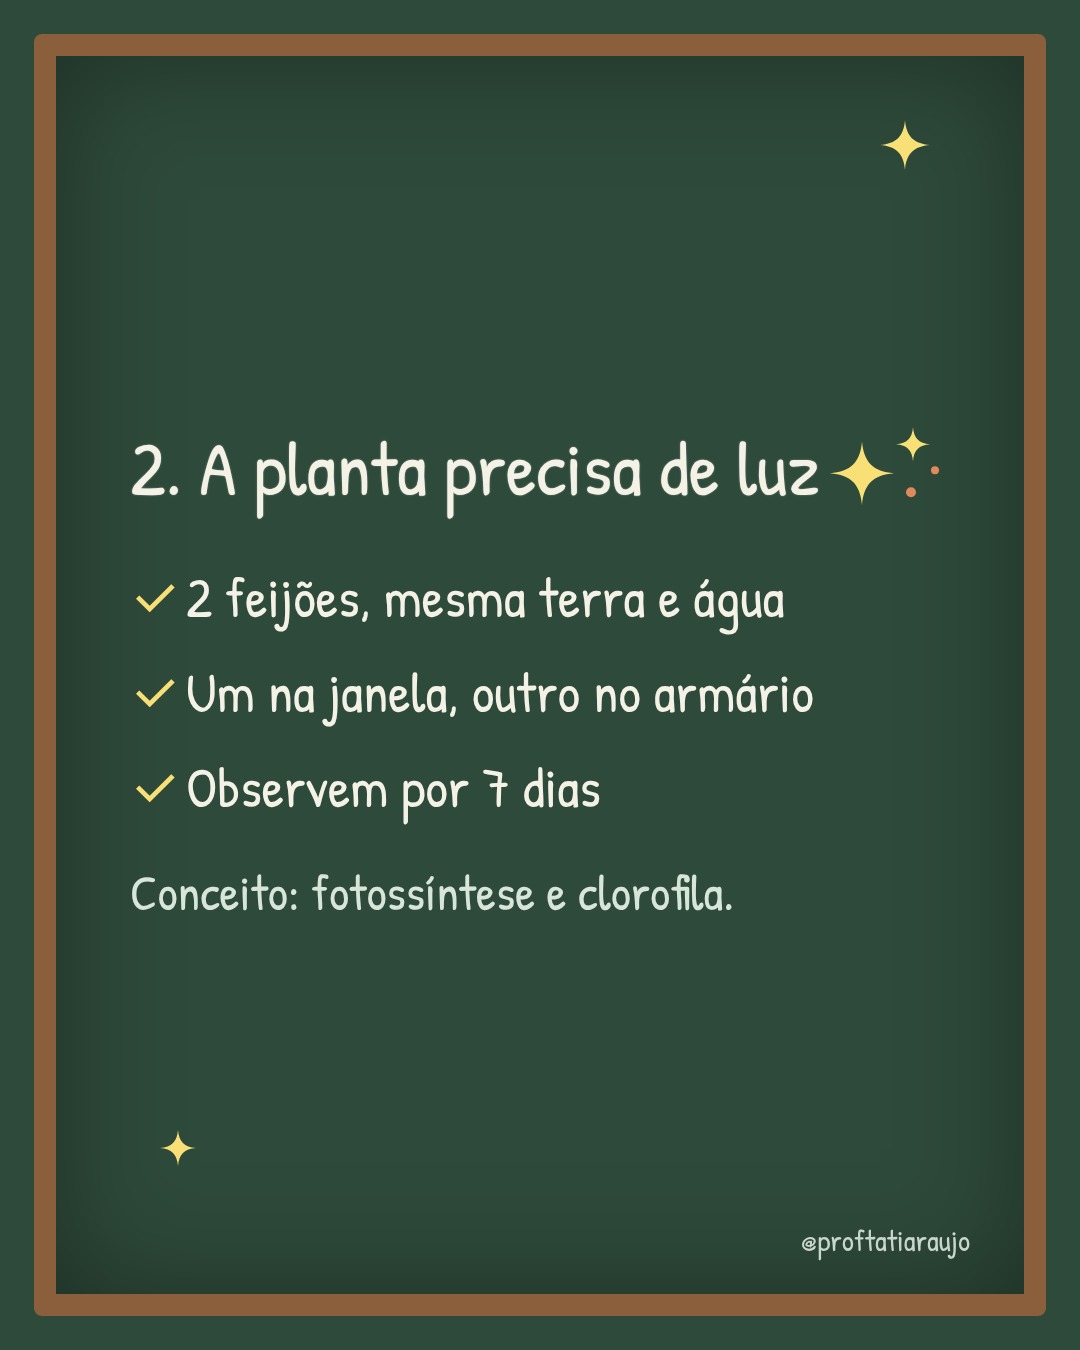 2. A planta precisa de luz
2 feijões, mesma terra e água
Um na janela, outro no armário
Observem por 7 dias
Conceito: fotossíntese e clorofila.
@proftatiaraujo